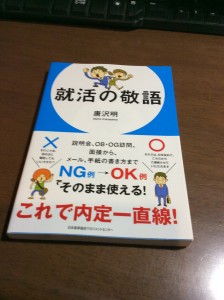 就活の敬語
唐沢明
説明会、OB・OG訪問、
面接から、
メール、手紙の書き方まで
NG例→OK例
でそのまま使える!
これで内定一直線!